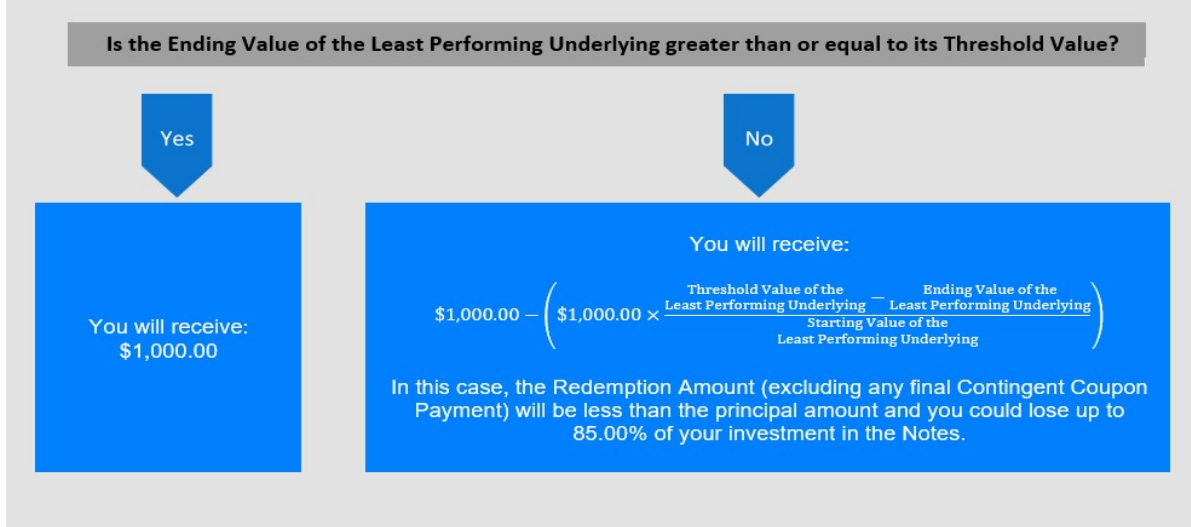 Is the Ending Value of the Least Performing Underlying greater than or equal to its Threshold Value?
Yes
No
You will receive:
$1,000.00
You will receive:
$1,000.00 − ($1,000.00 × (Threshold Value of the Least Performing Underlying − Ending Value of the Least Performing Underlying) / Starting Value of the Least Performing Underlying)
In this case, the Redemption Amount (excluding any final Contingent Coupon
Payment) will be less than the principal amount and you could lose up to
85.00% of your investment in the Notes.